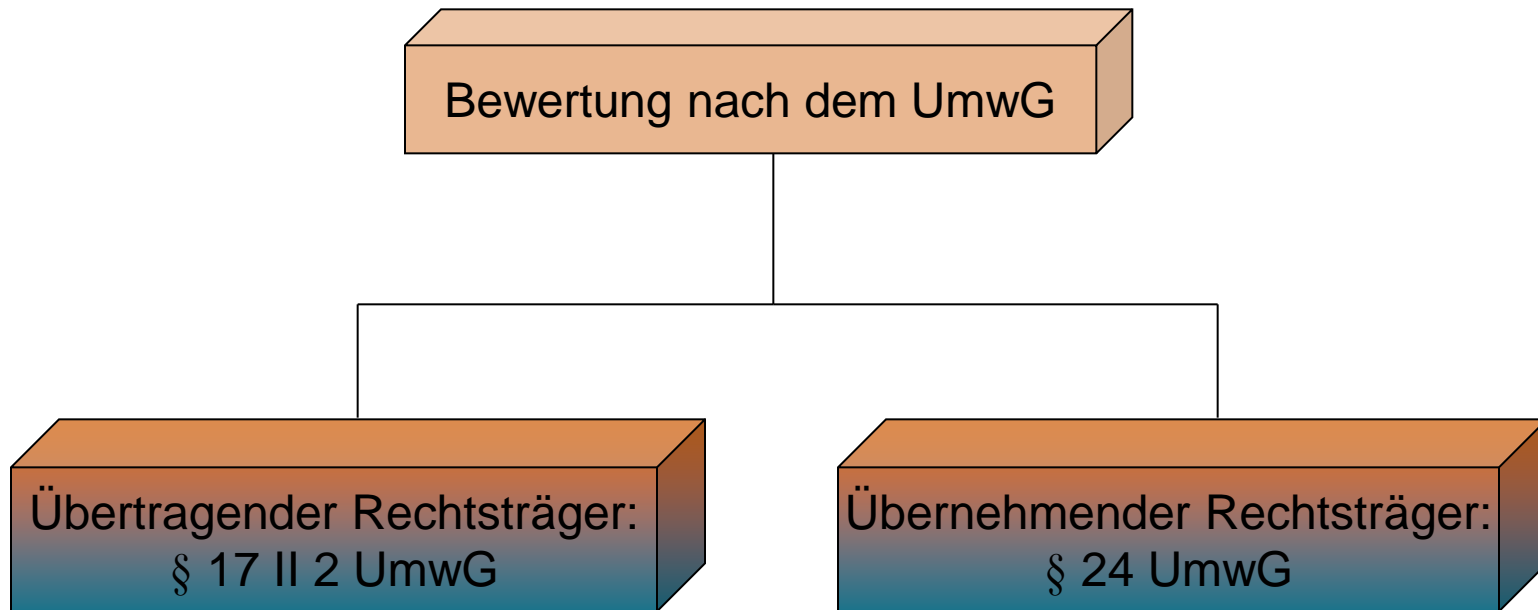 Bewertung nach dem UmwG
Übertragender Rechtsträger:
§ 17 II 2 UmwG
Übernehmender Rechtsträger:
§ 24 UmwG